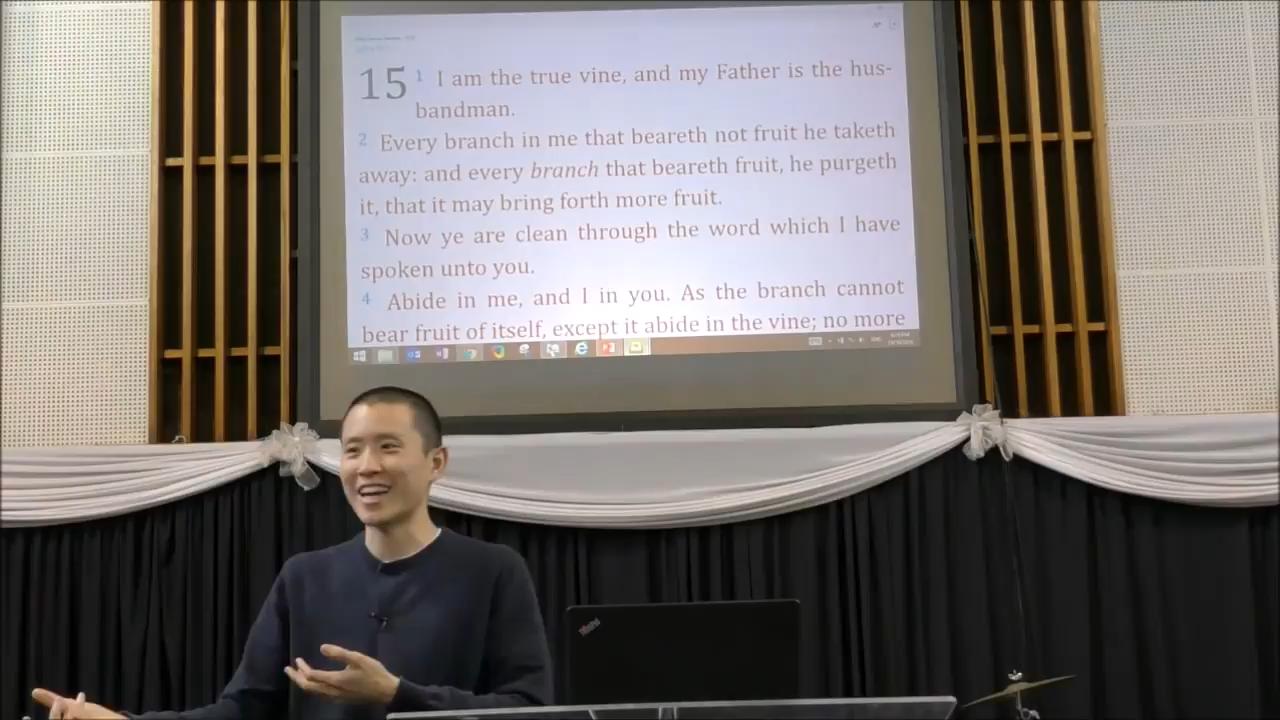 15 1 I am the true vine, and my Father is the hus-
bandman.
2 Every branch in me that beareth not fruit he taketh
away: and every branch that beareth fruit, he purgeth
it, that it may bring forth more fruit.
3 Now ye are clean through the word which I have
spoken unto you.
4 Abide in me, and I in you. As the branch cannot
bear fruit of itself, except it abide in the vine; no more
ThinkPad